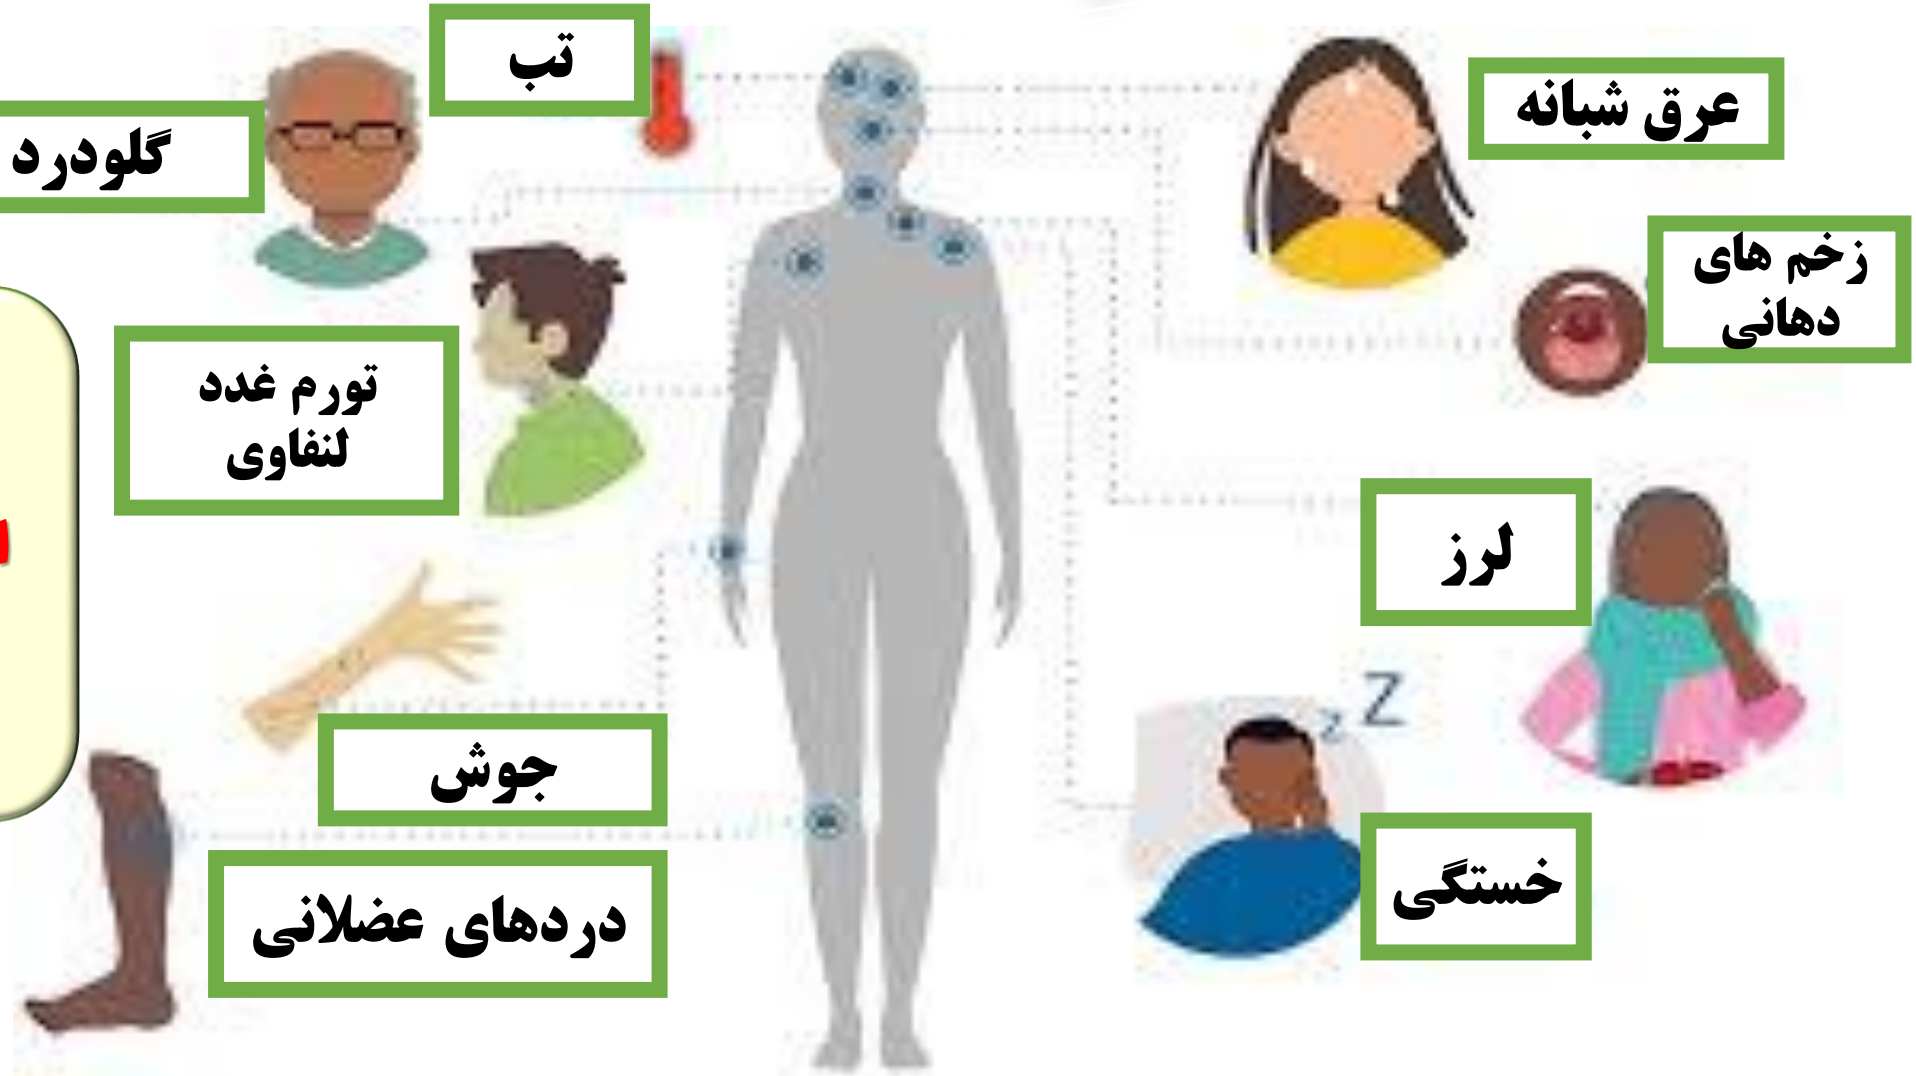 تب
عرق شبانه
گلودرد
زخم های
دهانی
تورم غدد
لنفاوی
لرز
جوش
خستگی
دردهای عضلانی
z Z